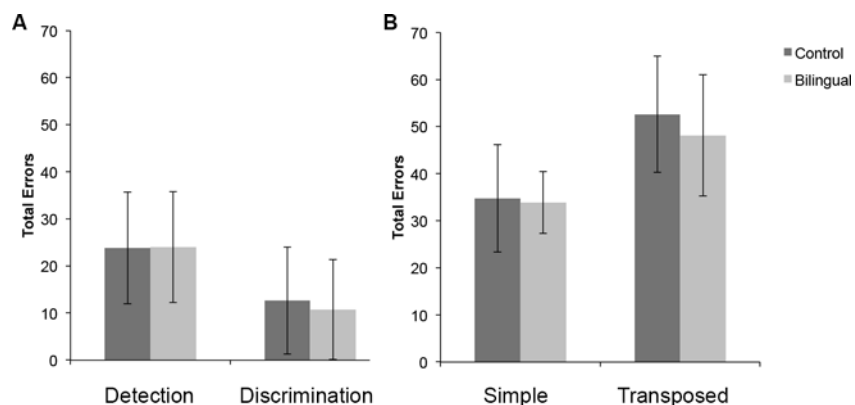 A
70
60
50
40
30
20
10
0
Total Errors
Detection Discrimination
B
70
60
50
40
30
20
10
0
Total Errors
Simple Transposed
Control
Bilingual